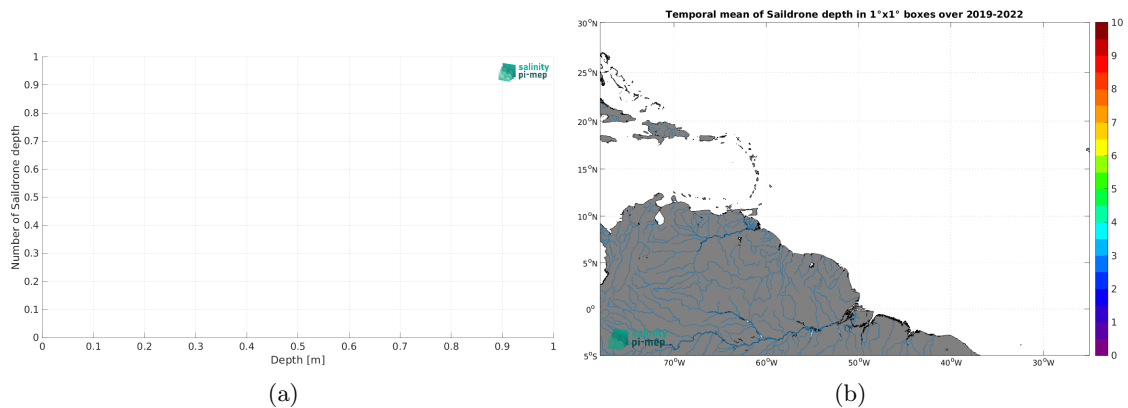 salinity
pi-mep
Number of Saildrone depth
1
0.9
0.8
0.7
0.6
0.5
0.4
0.3
0.2
0.1
0
0
0.1
0.2
0.3
0.4
0.5
0.6
0.7
0.8
0.9
1
Depth [m]
(a)
Temporal mean of Saildrone depth in 1°x1° boxes over 2019-2022
30°N
25°N
20°N
15°N
10°N
5°N
0°
5°S
70°W
60°W
50°W
40°W
30°W
salinity
pi-mep
10
9
8
7
6
5
4
3
2
1
0
(b)